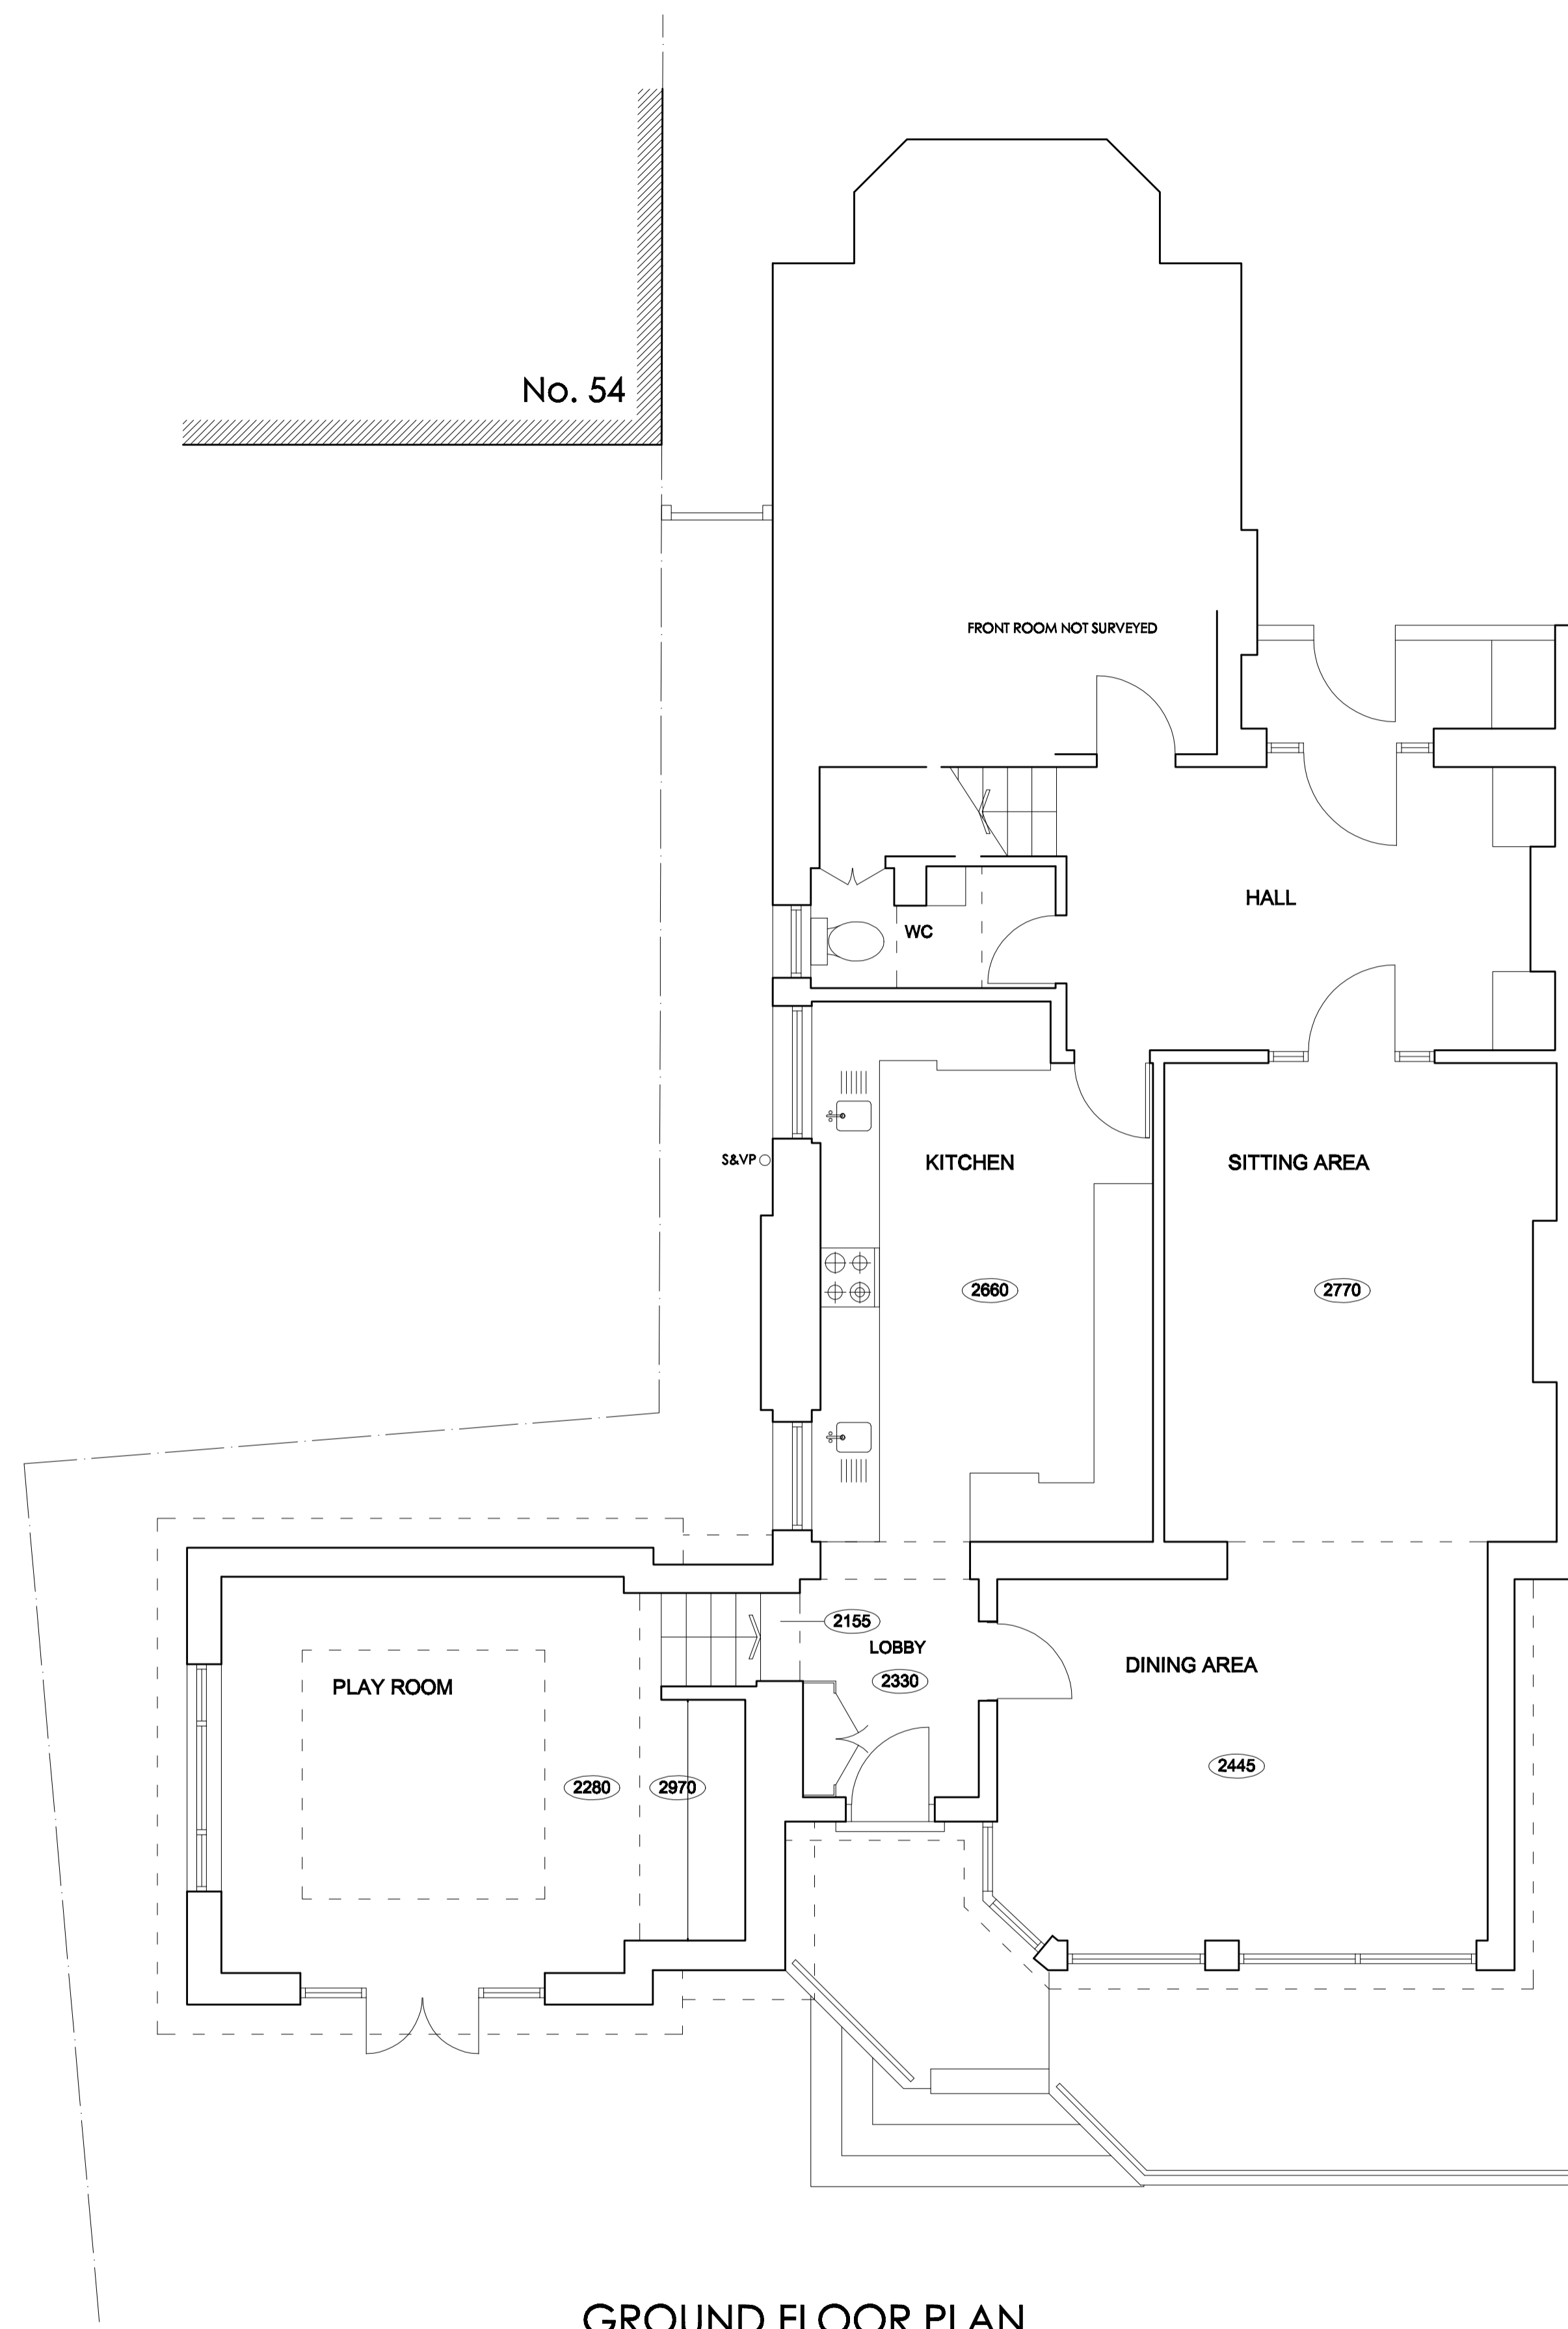 No. 54
FRONT ROOM NOT SURVEYED
HALL
WC
S&VP
KITCHEN
SITTING AREA
2660
2770
2155
LOBBY
2330
PLAY ROOM
DINING AREA
2445
2280
2970
GROUND FLOOR PLAN